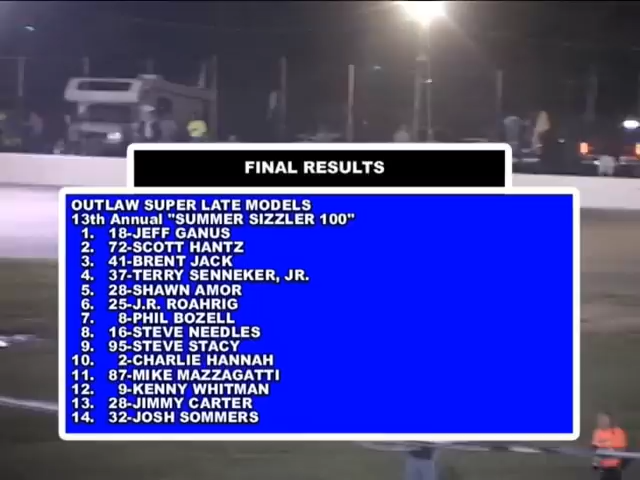 FINAL RESULTS
OUTLAW SUPER LATE MODELS
13th Annual "SUMMER SIZZLER 100"
1. 18-JEFF GANUS
2. 72-SCOTT HANTZ
3. 41-BRENT JACK
4. 37-TERRY SENNEKER, JR.
5. 28-SHAWN AMOR
6. 25-J.R. ROAHRIG
7. 8-PHIL BOZELL
8. 16-STEVE NEEDLES
9. 95-STEVE STACY
10. 2-CHARLIE HANNAH
11. 87-MIKE MAZZAGATTI
12. 9-KENNY WHITMAN
13. 28-JIMMY CARTER
14. 32-JOSH SOMMERS